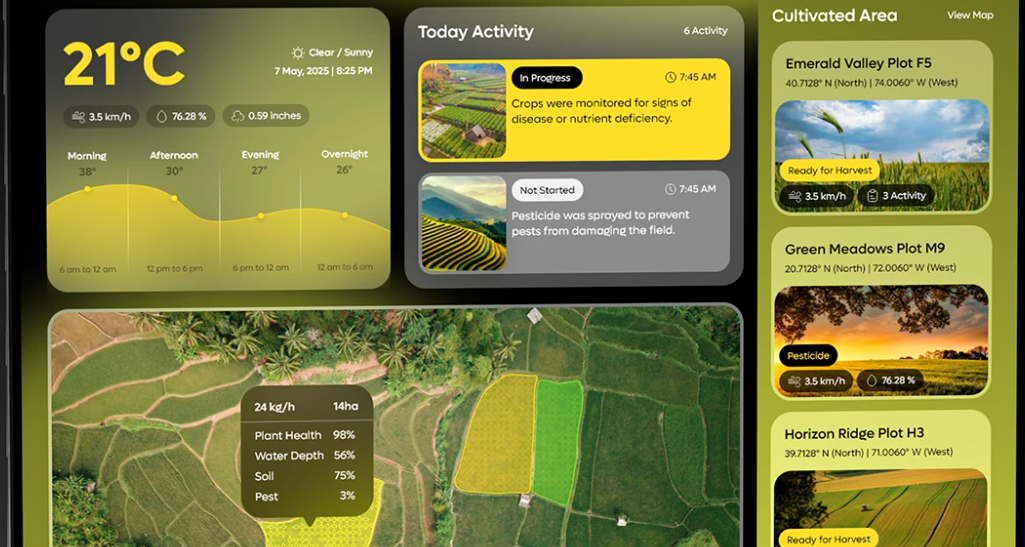 21°C
Clear / Sunny
7 May, 2025 | 8:25 PM
3.5 km/h
76.28 %
0.59 inches
Morning
38°
Afternoon
30°
Evening
27°
Overnight
26°
6 am to 12 am
12 pm to 6 pm
6 pm to 12 am
12 am to 6 am
Today Activity
6 Activity
In Progress
7:45 AM
Crops were monitored for signs of
disease or nutrient deficiency.
Not Started
7:45 AM
Pesticide was sprayed to prevent
pests from damaging the field.
24 kg/h
14ha
Plant Health 98%
Water Depth 56%
Soil 75%
Pest 3%
Cultivated Area
View Map
Emerald Valley Plot F5
40.7128° N (North) | 74.0060° W (West)
Ready for Harvest
3.5 km/h
3 Activity
Green Meadows Plot M9
20.7128° N (North) | 72.0060° W (West)
Pesticide
3.5 km/h
76.28 %
Horizon Ridge Plot H3
39.7128° N (North) | 71.0060° W (West)
Ready for Harvest